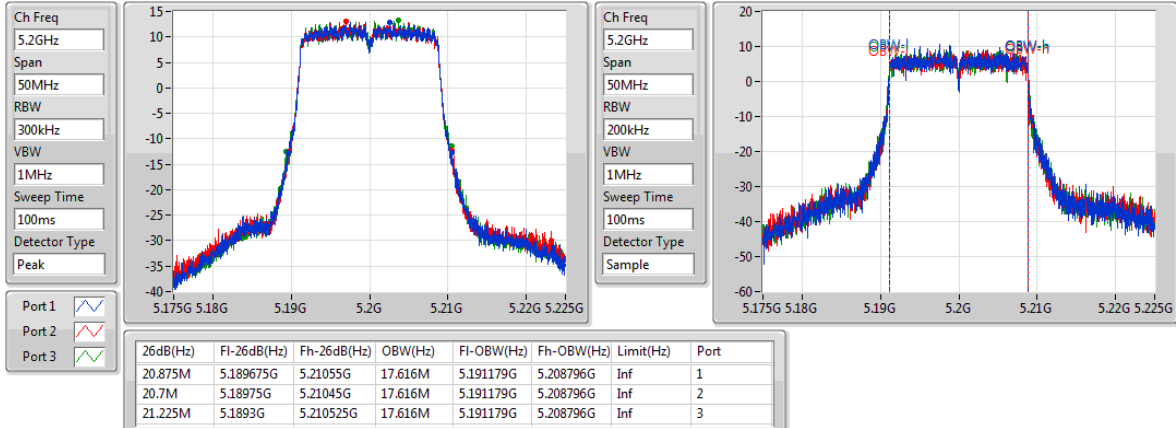 Ch Freq
5.2GHz
Span
50MHz
RBW
300kHz
VBW
1MHz
Sweep Time
100ms
Detector Type
Peak
Port 1
Port 2
Port 3
15
10
5
0
-5
-10
-15
-20
-25
-30
-35
-40
5.175G 5.18G 5.19G 5.2G 5.21G 5.22G 5.225G
Ch Freq
5.2GHz
Span
50MHz
RBW
200kHz
VBW
1MHz
Sweep Time
100ms
Detector Type
Sample
20
10
0
-10
-20
-30
-40
-50
-60
OBW-l OBW-h
5.175G 5.18G 5.19G 5.2G 5.21G 5.22G 5.225G
26dB(Hz) Fl-26dB(Hz) Fh-26dB(Hz) OBW(Hz) Fl-OBW(Hz) Fh-OBW(Hz) Limit(Hz) Port
20.875M 5.189675G 5.21055G 17.616M 5.191179G 5.208796G Inf 1
20.7M 5.18975G 5.21045G 17.616M 5.191179G 5.208796G Inf 2
21.225M 5.1893G 5.210525G 17.616M 5.191179G 5.208796G Inf 3